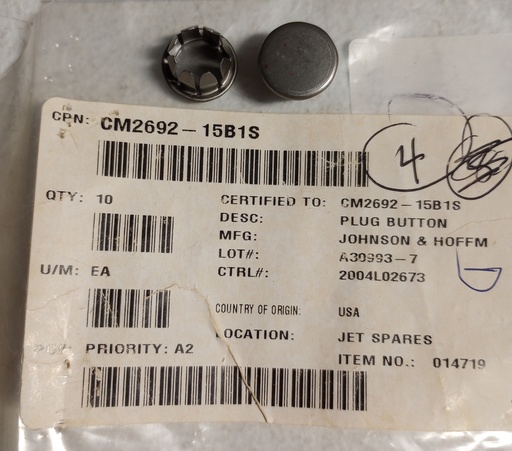 CPN: CM2692-15B1S
4
QTY: 10
CERTIFIED TO: CM2692-15B1S
DESC: PLUG BUTTON
MFG: JOHNSON & HOFFM
LOT#: A30993-7
U/M: EA
CTRL#: 2004L02673
COUNTRY OF ORIGIN: USA
LOCATION: JET SPARES
PRIORITY: A2
ITEM NO.: 014719